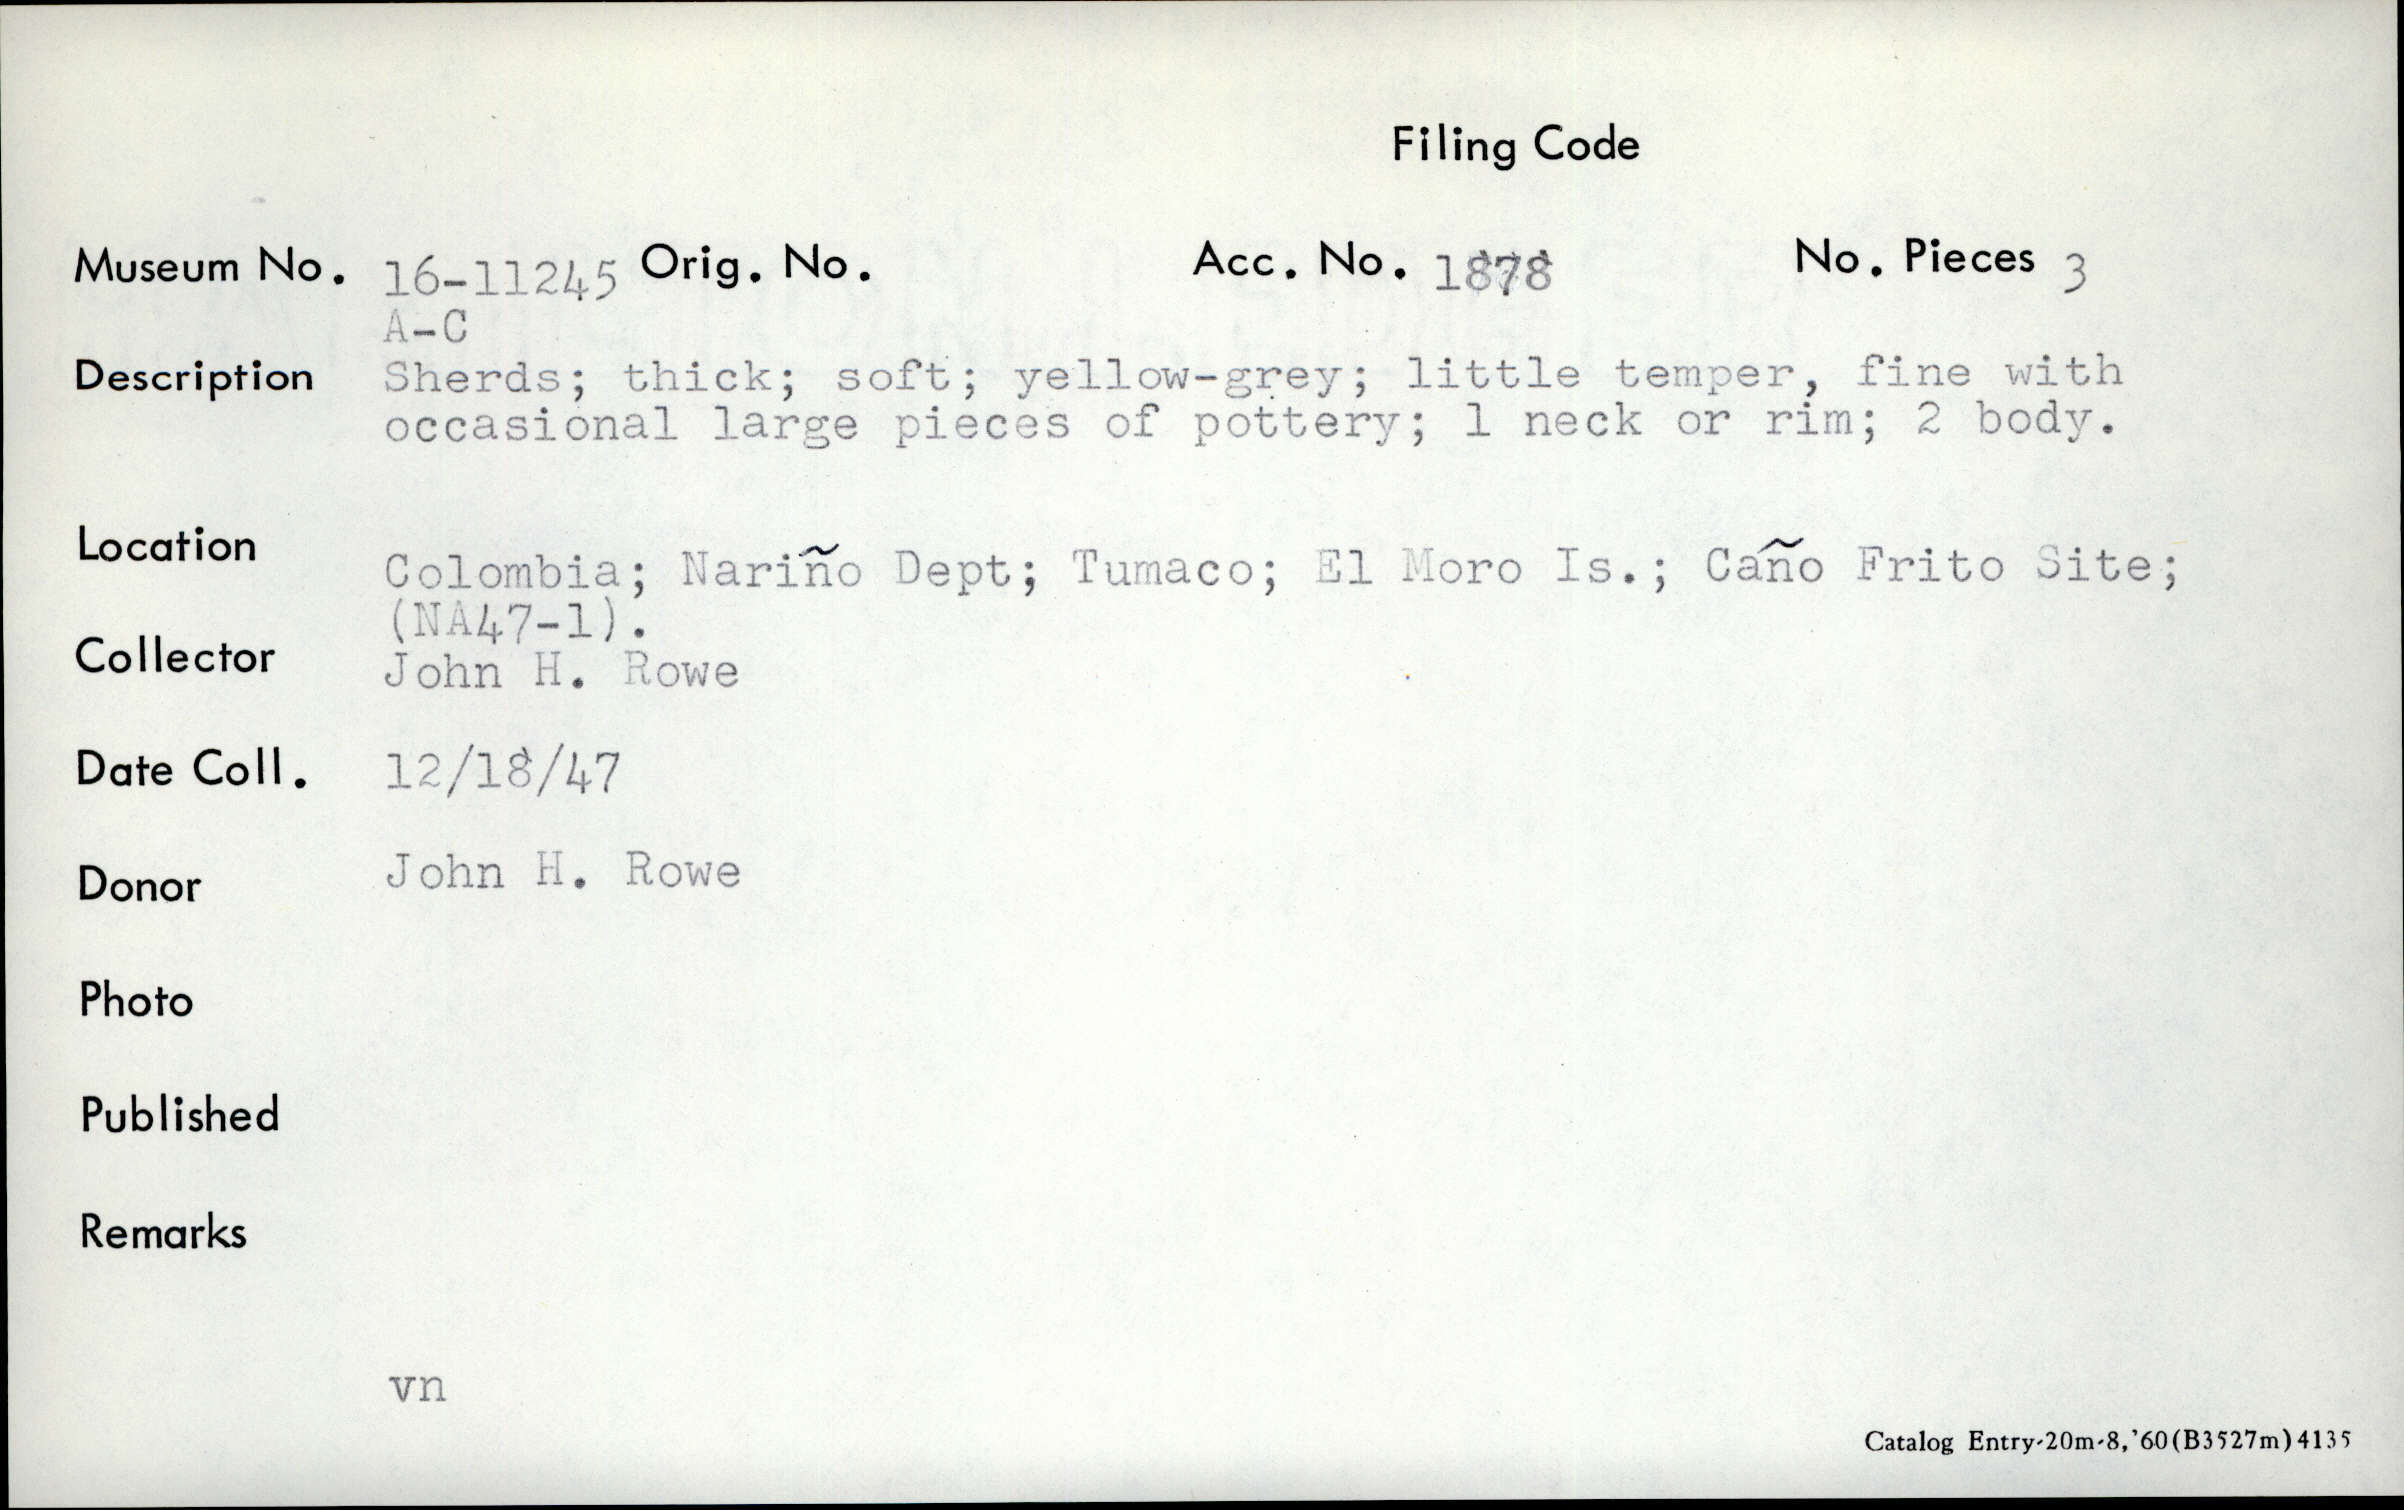 Filing Code
Museum No. 16-11245 Orig. No. Acc. No. 1878 No. Pieces 3
A-C
Description Sherds; thick; soft; yellow-grey; little temper, fine with
occasional large pieces of pottery; 1 neck or rim; 2 body.
Location Colombia; Nariño Dept; Tumaco; El Moro Is.; Caño Frito Site;
(NA47-1).
Collector John H. Rowe
Date Coll. 12/18/47
Donor John H. Rowe
Photo
Published
Remarks
vn
Catalog Entry-20m-8,'60(B3527m)4135